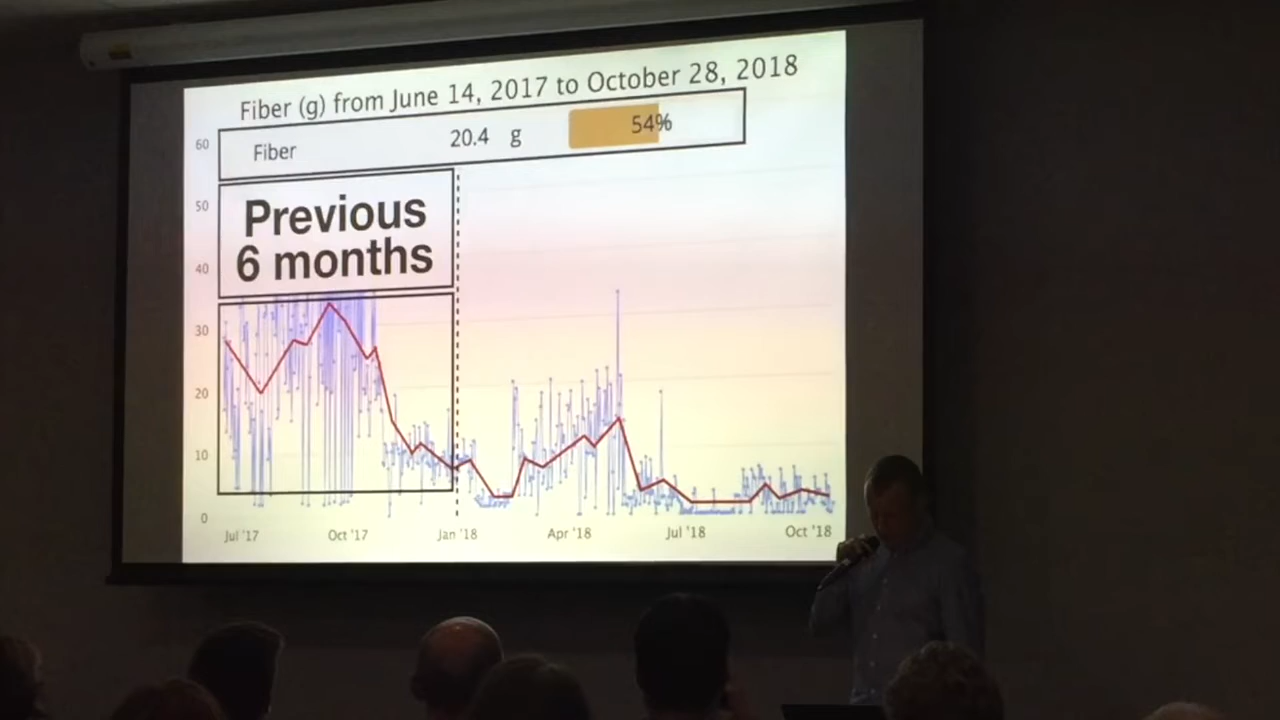 Fiber (g) from June 14, 2017 to October 28, 2018
Fiber 20.4 g 54%
Previous
6 months
60
50
40
30
20
10
0
Jul '17 Oct '17 Jan '18 Apr '18 Jul '18 Oct '18